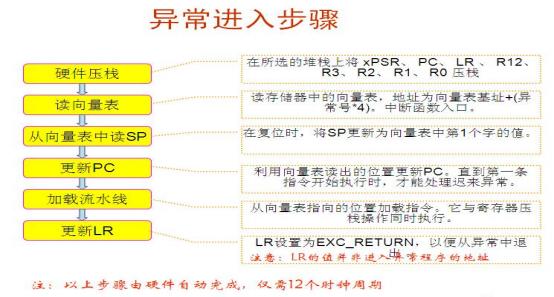 异常进入步骤
硬件压栈
在所选的堆栈上将 xPSR、 PC、 LR 、 R12、
R3、 R2、 R1、 R0 压栈
读向量表
读存储器中的向量表，地址为向量表基址+(异
常号*4)。中断函数入口。
从向量表中读SP
在复位时，将SP更新为向量表中第1个字的值。
更新PC
利用向量表读出的位置更新PC。直到第一条
指令开始执行时，才能处理迟来异常。
加载流水线
从向量表指向的位置加载指令。它与寄存器压
栈操作同时执行。
更新LR
LR设置为EXC_RETURN，以便从异常中退
出。
注意：LR的值并非进入异常程序的地址
注：以上步骤由硬件自动完成，仅需12个时钟周期